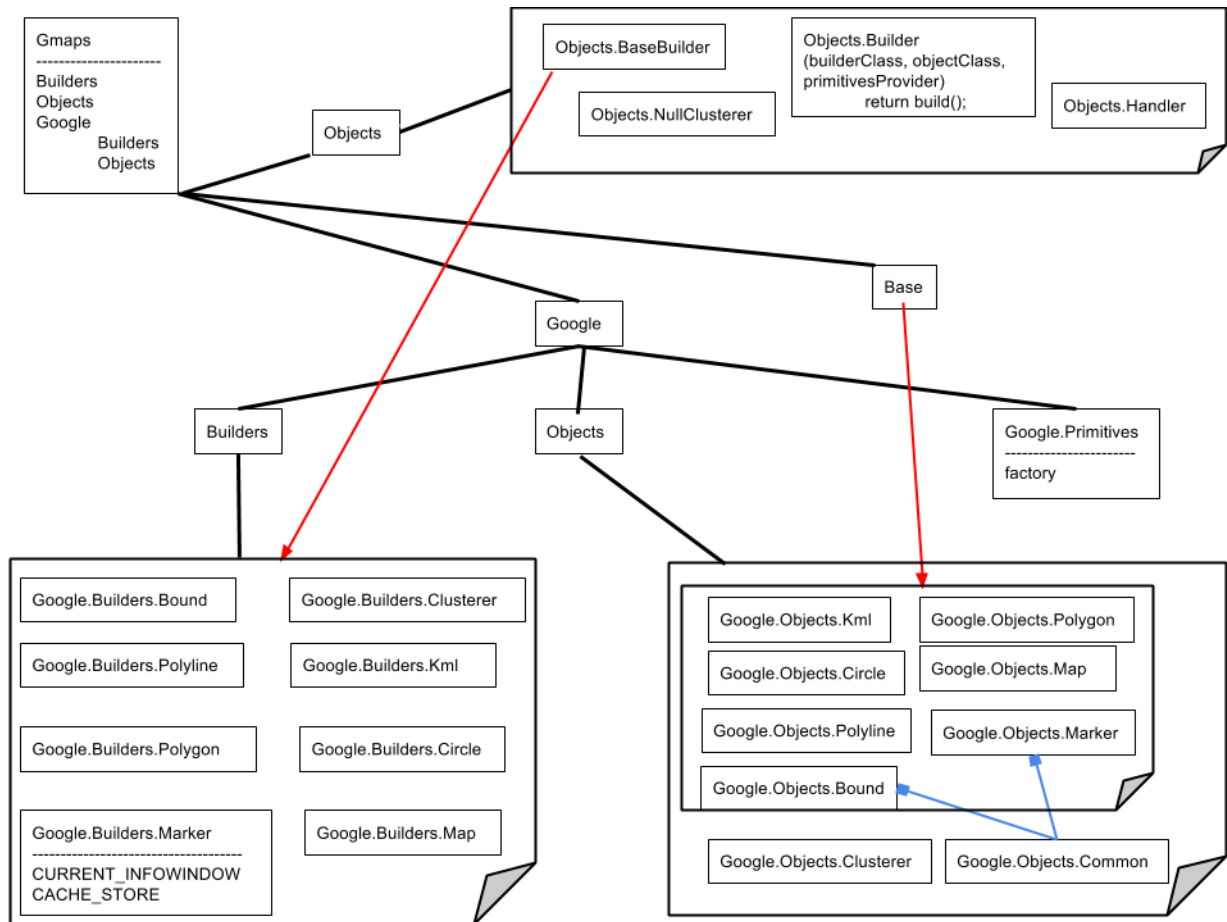 Gmaps
----------------------
Builders
Objects
Google
Builders
Objects
Objects
Objects.BaseBuilder
Objects.Builder
(builderClass, objectClass,
primitivesProvider)
return build();
Objects.NullClusterer
Objects.Handler
Base
Google
Builders
Objects
Google.Primitives
-----------------------
factory
Google.Builders.Bound
Google.Builders.Clusterer
Google.Builders.Polyline
Google.Builders.Kml
Google.Builders.Polygon
Google.Builders.Circle
Google.Builders.Marker
-------------------------------------
CURRENT_INFOWINDOW
CACHE_STORE
Google.Builders.Map
Google.Objects.Kml
Google.Objects.Polygon
Google.Objects.Circle
Google.Objects.Map
Google.Objects.Polyline
Google.Objects.Marker
Google.Objects.Bound
Google.Objects.Clusterer
Google.Objects.Common